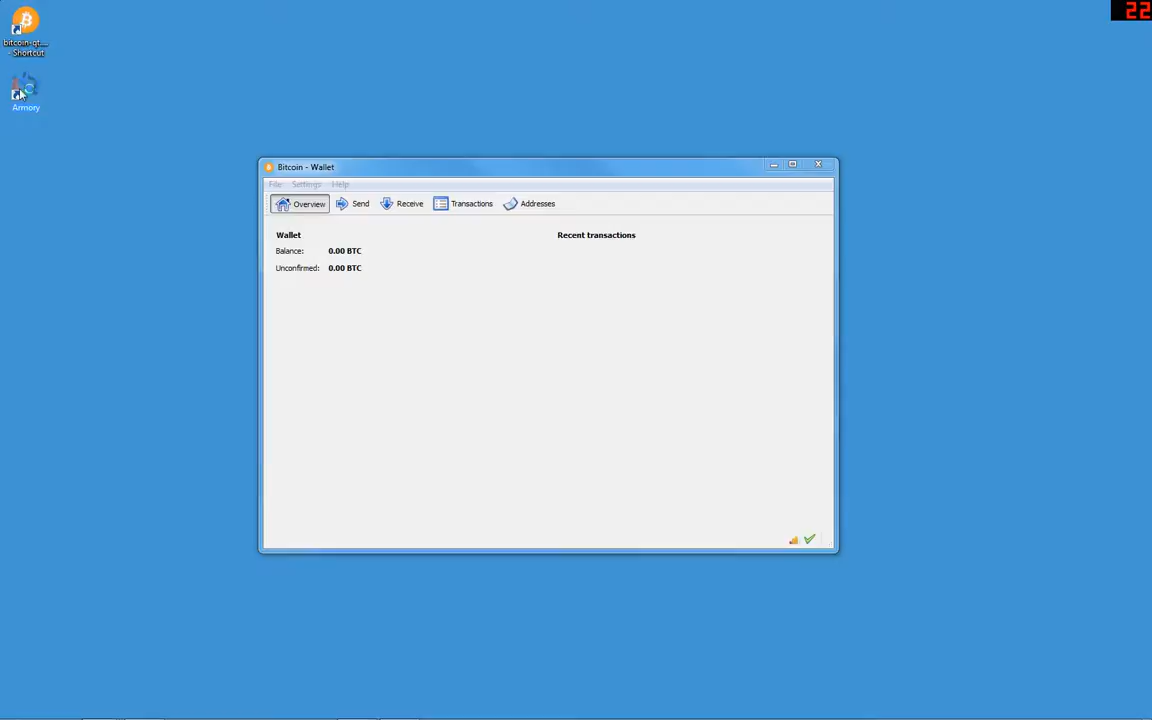 22
bitcoin-qt....
- Shortcut
Armory
Bitcoin - Wallet
File Settings Help
Overview Send Receive Transactions Addresses
Wallet Recent transactions
Balance: 0.00 BTC
Unconfirmed: 0.00 BTC